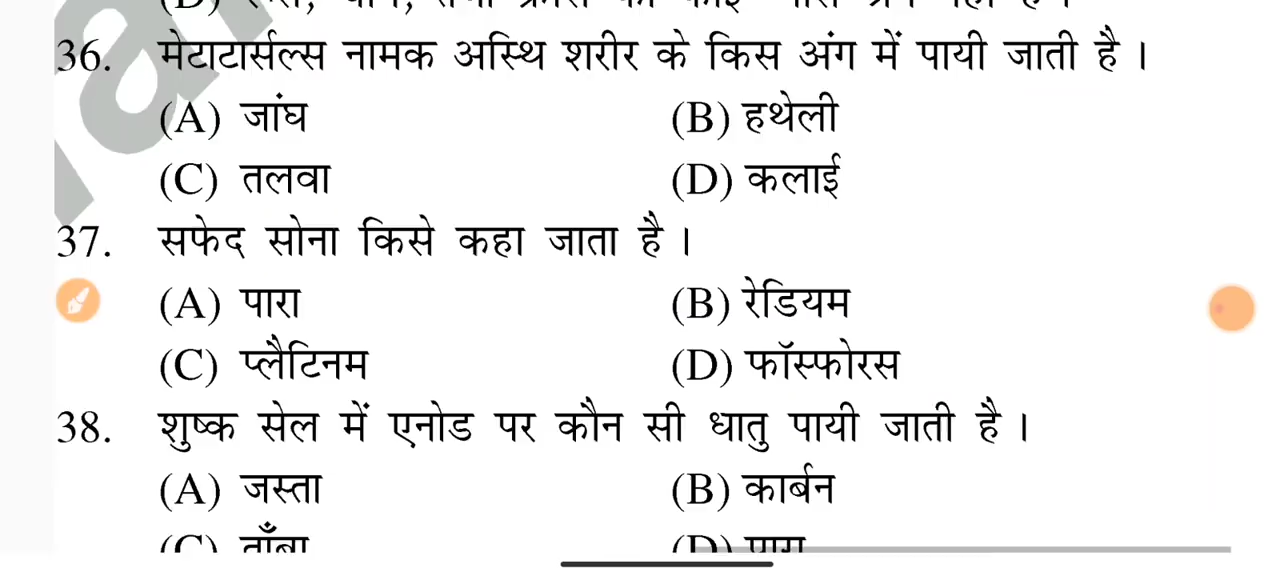 36. मेटाटार्सल्स नामक अस्थि शरीर के किस अंग में पायी जाती है ।
(A) जांघ (B) हथेली
(C) तलवा (D) कलाई
37. सफेद सोना किसे कहा जाता है ।
(A) पारा (B) रेडियम
(C) प्लैटिनम (D) फॉस्फोरस
38. शुष्क सेल में एनोड पर कौन सी धातु पायी जाती है ।
(A) जस्ता (B) कार्बन
(C) ताँबा (D) पारा